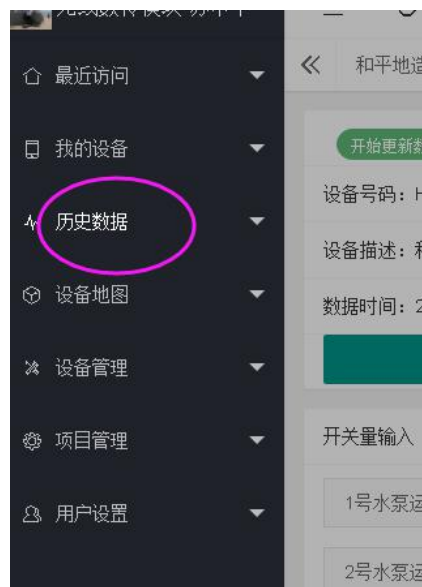 最近访问
我的设备
历史数据
设备地图
设备管理
项目管理
用户设置
和平地
开始更新
设备号码：H
设备描述：
数据时间：2
开关量输入
1号水泵运
2号水泵运